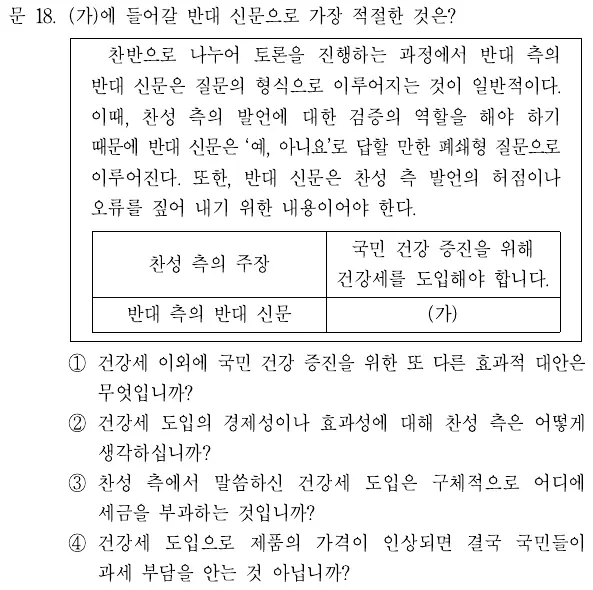 문 18. (가)에 들어갈 반대 신문으로 가장 적절한 것은?
찬반으로 나누어 토론을 진행하는 과정에서 반대 측의
반대 신문은 질문의 형식으로 이루어지는 것이 일반적이다.
이때, 찬성 측의 발언에 대한 검증의 역할을 해야 하기
때문에 반대 신문은 ‘예, 아니요’로 답할 만한 폐쇄형 질문으로
이루어진다. 또한, 반대 신문은 찬성 측 발언의 허점이나
오류를 짚어 내기 위한 내용이어야 한다.
찬성 측의 주장
국민 건강 증진을 위해
건강세를 도입해야 합니다.
반대 측의 반대 신문
(가)
① 건강세 이외에 국민 건강 증진을 위한 또 다른 효과적 대안은
무엇입니까?
② 건강세 도입의 경제성이나 효과성에 대해 찬성 측은 어떻게
생각하십니까?
③ 찬성 측에서 말씀하신 건강세 도입은 구체적으로 어디에
세금을 부과하는 것입니까?
④ 건강세 도입으로 제품의 가격이 인상되면 결국 국민들이
과세 부담을 안는 것 아닙니까?